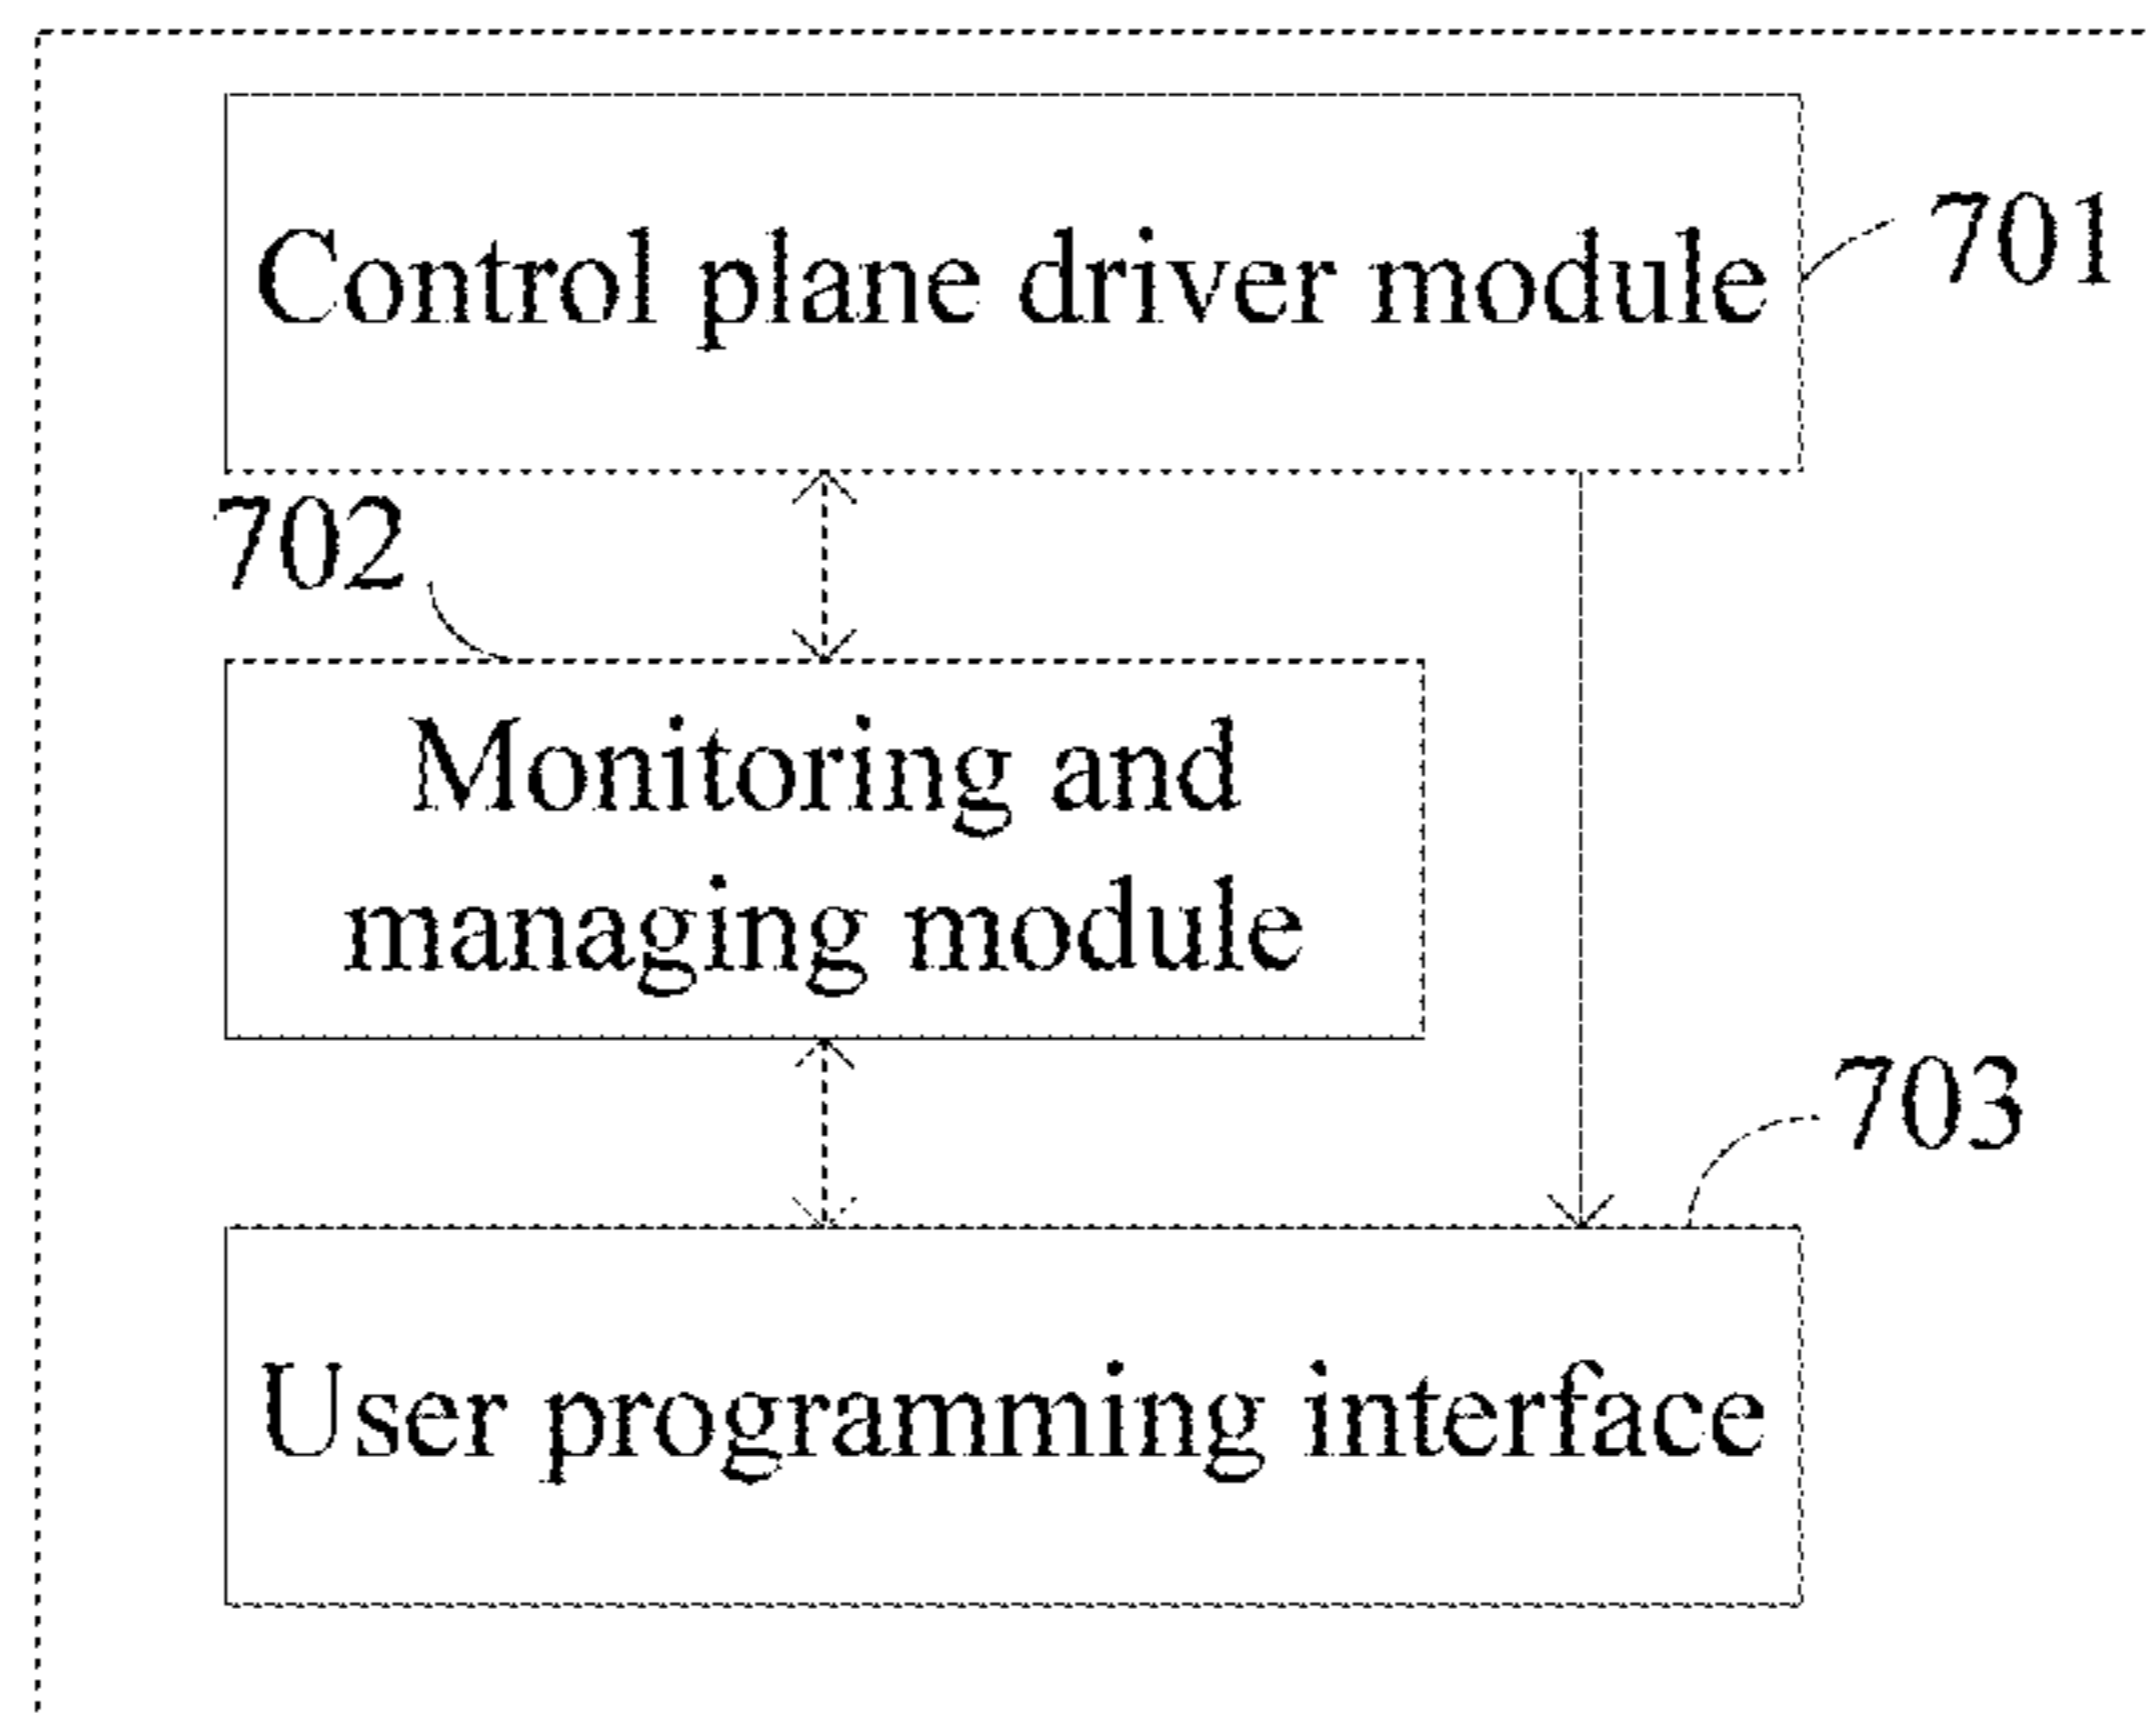 Control plane driver module
701
702
Monitoring and
managing module
703
User programming interface